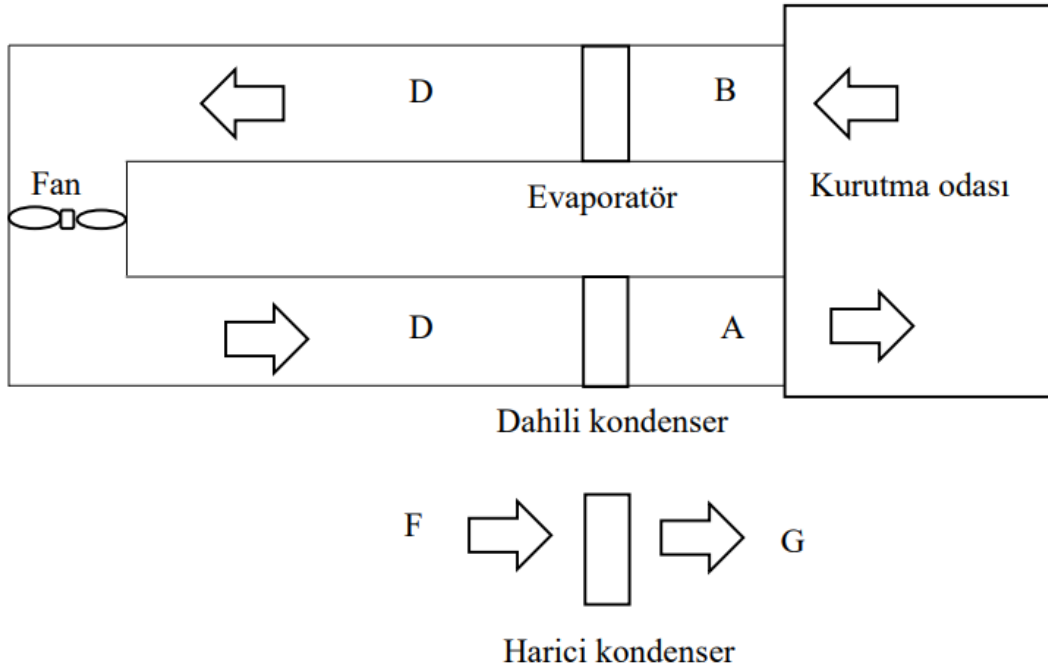 D
B
Fan
Evaporatör
Kurutma odası
D
A
Dahili kondenser
F
G
Harici kondenser